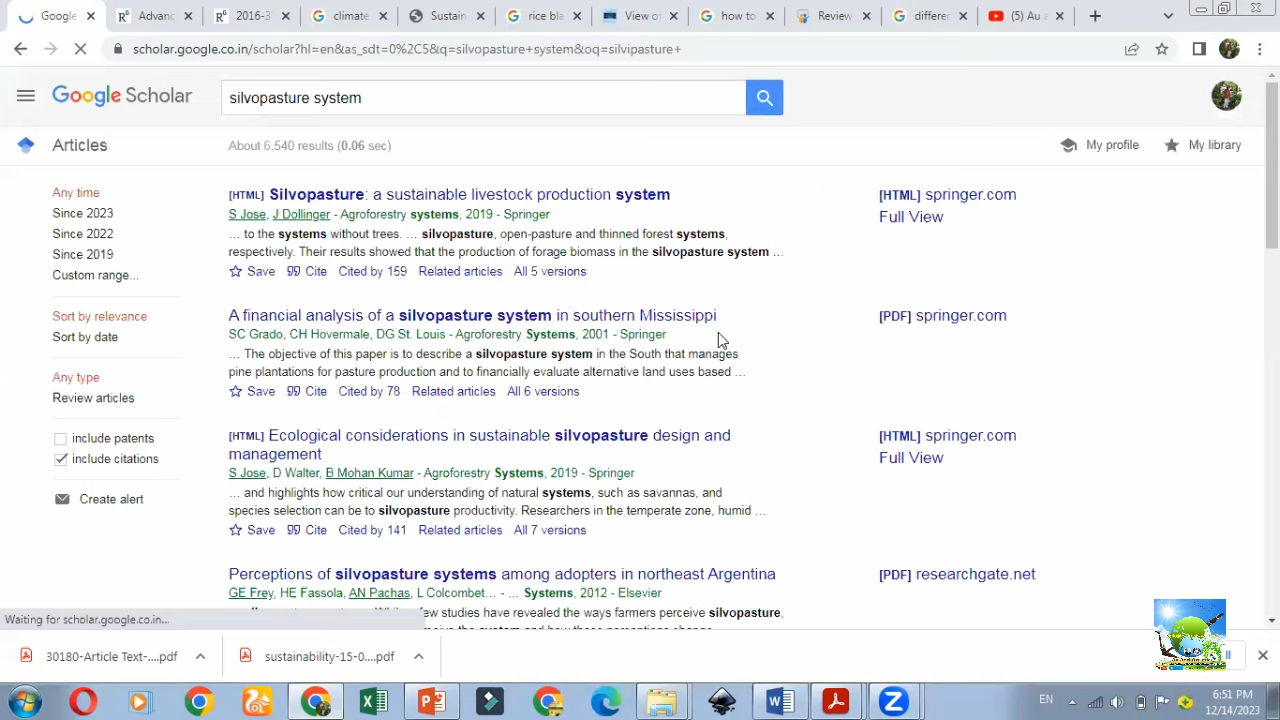 Google
Advanc
2016-3
climate
Sustain
rice bla
View of
how to
Review
differer
(5) Au a
scholar.google.co.in/scholar?hl=en&as_sdt=0%2C5&q=silvopasture+system&oq=silvipasture+
Google Scholar
silvopasture system
Articles
About 6,540 results (0.06 sec)
My profile
My library
Any time
Since 2023
Since 2022
Since 2019
Custom range...
Sort by relevance
Sort by date
Any type
Review articles
include patents
include citations
Create alert
[HTML] Silvopasture: a sustainable livestock production system
S Jose, J Dollinger - Agroforestry systems, 2019 - Springer
… to the systems without trees. … silvopasture, open-pasture and thinned forest systems,
respectively. Their results showed that the production of forage biomass in the silvopasture system …
Save Cite Cited by 159 Related articles All 5 versions
[HTML] springer.com
Full View
A financial analysis of a silvopasture system in southern Mississippi
SC Grado, CH Hovermale, DG St. Louis - Agroforestry Systems, 2001 - Springer
… The objective of this paper is to describe a silvopasture system in the South that manages
pine plantations for pasture production and to financially evaluate alternative land uses based …
Save Cite Cited by 78 Related articles All 6 versions
[PDF] springer.com
[HTML] Ecological considerations in sustainable silvopasture design and
management
S Jose, D Walter, B Mohan Kumar - Agroforestry Systems, 2019 - Springer
… and highlights how critical our understanding of natural systems, such as savannas, and
species selection can be to silvopasture productivity. Researchers in the temperate zone, humid …
Save Cite Cited by 141 Related articles All 7 versions
[HTML] springer.com
Full View
Perceptions of silvopasture systems among adopters in northeast Argentina
GE Frey, HE Fassola, AN Pachas, L Colcombet… - … Systems, 2012 - Elsevier
few studies have revealed the ways farmers perceive silvopasture,
[PDF] researchgate.net
Waiting for scholar.google.co.in...
30180-Article Text-....pdf
sustainability-15-0....pdf
EN
6:51 PM
12/14/2023